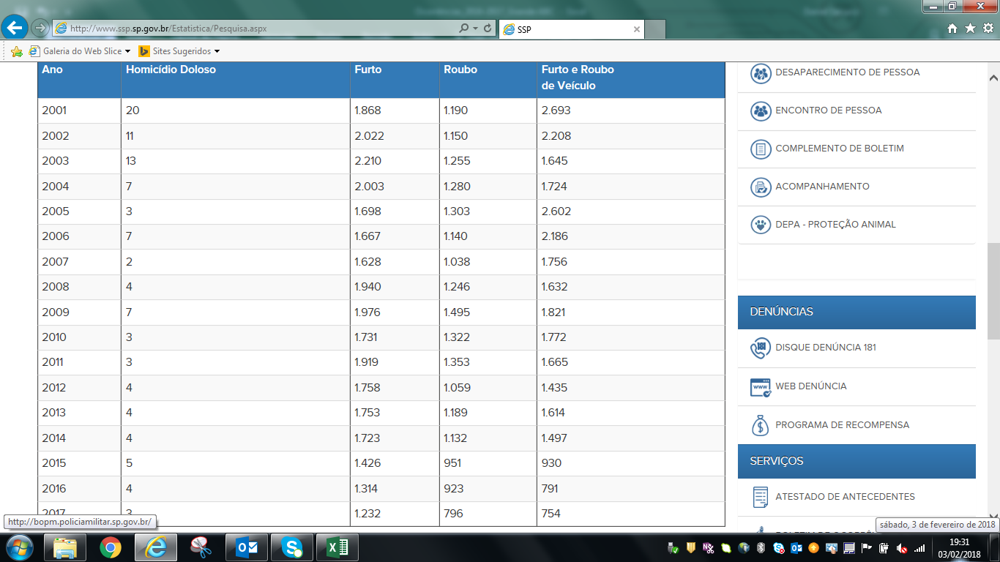 http://www.ssp.sp.gov.br/Estatistica/Pesquisa.aspx
SSP
Galeria do Web Slice
Sites Sugeridos
Ano Homicídio Doloso Furto Roubo Furto e Roubo
de Veículo
2001 20 1.868 1.190 2.693
2002 11 2.022 1.150 2.208
2003 13 2.210 1.255 1.645
2004 7 2.003 1.280 1.724
2005 3 1.698 1.303 2.602
2006 7 1.667 1.140 2.186
2007 2 1.628 1.038 1.756
2008 4 1.940 1.246 1.632
2009 7 1.976 1.495 1.821
2010 3 1.731 1.322 1.772
2011 3 1.919 1.353 1.665
2012 4 1.758 1.059 1.435
2013 4 1.753 1.189 1.614
2014 4 1.723 1.132 1.497
2015 5 1.426 951 930
2016 4 1.314 923 791
2017 3 1.232 796 754
http://bopm.policiamilitar.sp.gov.br/
DESAPARECIMENTO DE PESSOA
ENCONTRO DE PESSOA
COMPLEMENTO DE BOLETIM
ACOMPANHAMENTO
DEPA - PROTEÇÃO ANIMAL
DENÚNCIAS
181
DISQUE DENÚNCIA 181
www
WEB DENÚNCIA
$
PROGRAMA DE RECOMPENSA
SERVIÇOS
ATESTADO DE ANTECEDENTES
sábado, 3 de fevereiro de 2018
19:31
03/02/2018